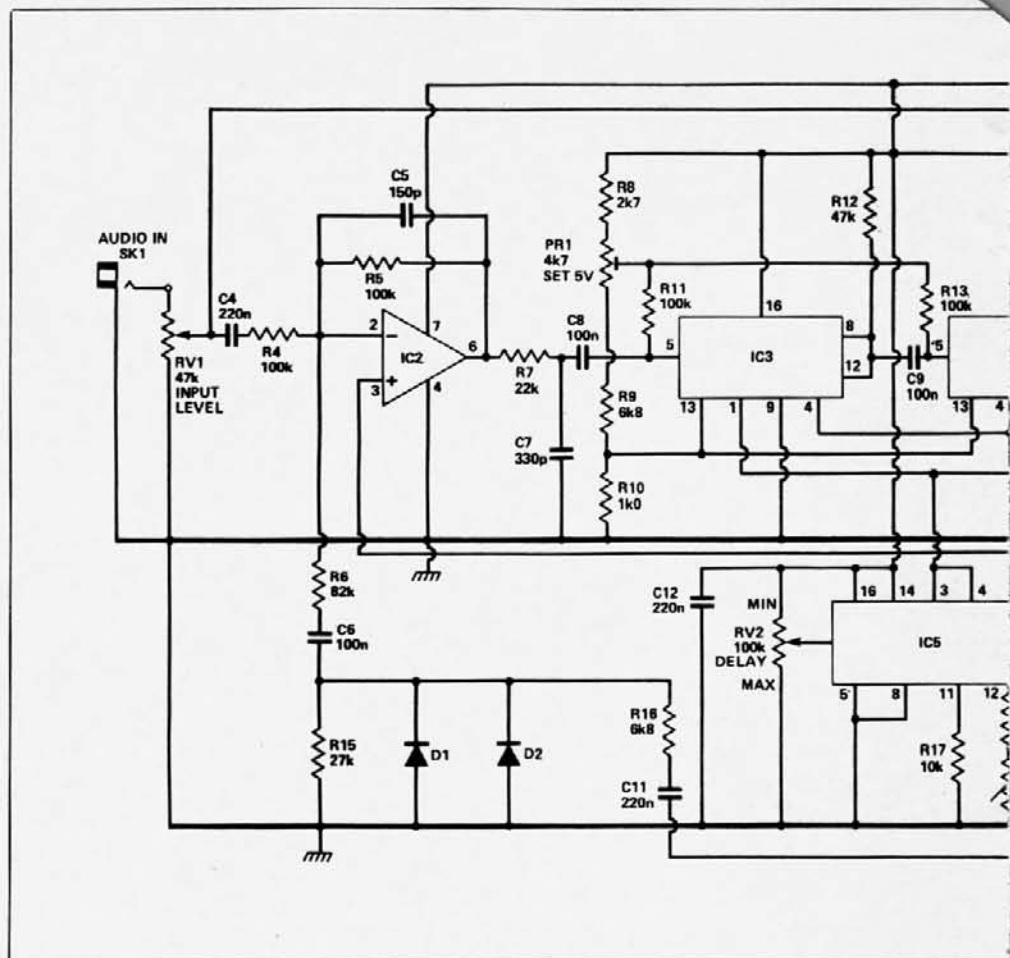 AUDIO IN
SK1
RV1
47k
INPUT
LEVEL
C4
220n
R4
100k
C5
150p
R5
100k
2
3
7
6
4
IC2
R7
22k
C7
330p
C8
100n
R8
2k7
PR1
4k7
SET 5V
R9
6k8
R10
1k0
R11
100k
5
16
IC3
8
12
13
1
9
4
R12
47k
R13
100k
C9
100n
5
13
4
R6
82k
C6
100n
R15
27k
D1
D2
R16
6k8
C11
220n
C12
220n
MIN
RV2
100k
DELAY
MAX
16
14
3
4
IC5
5
8
11
12
R17
10k